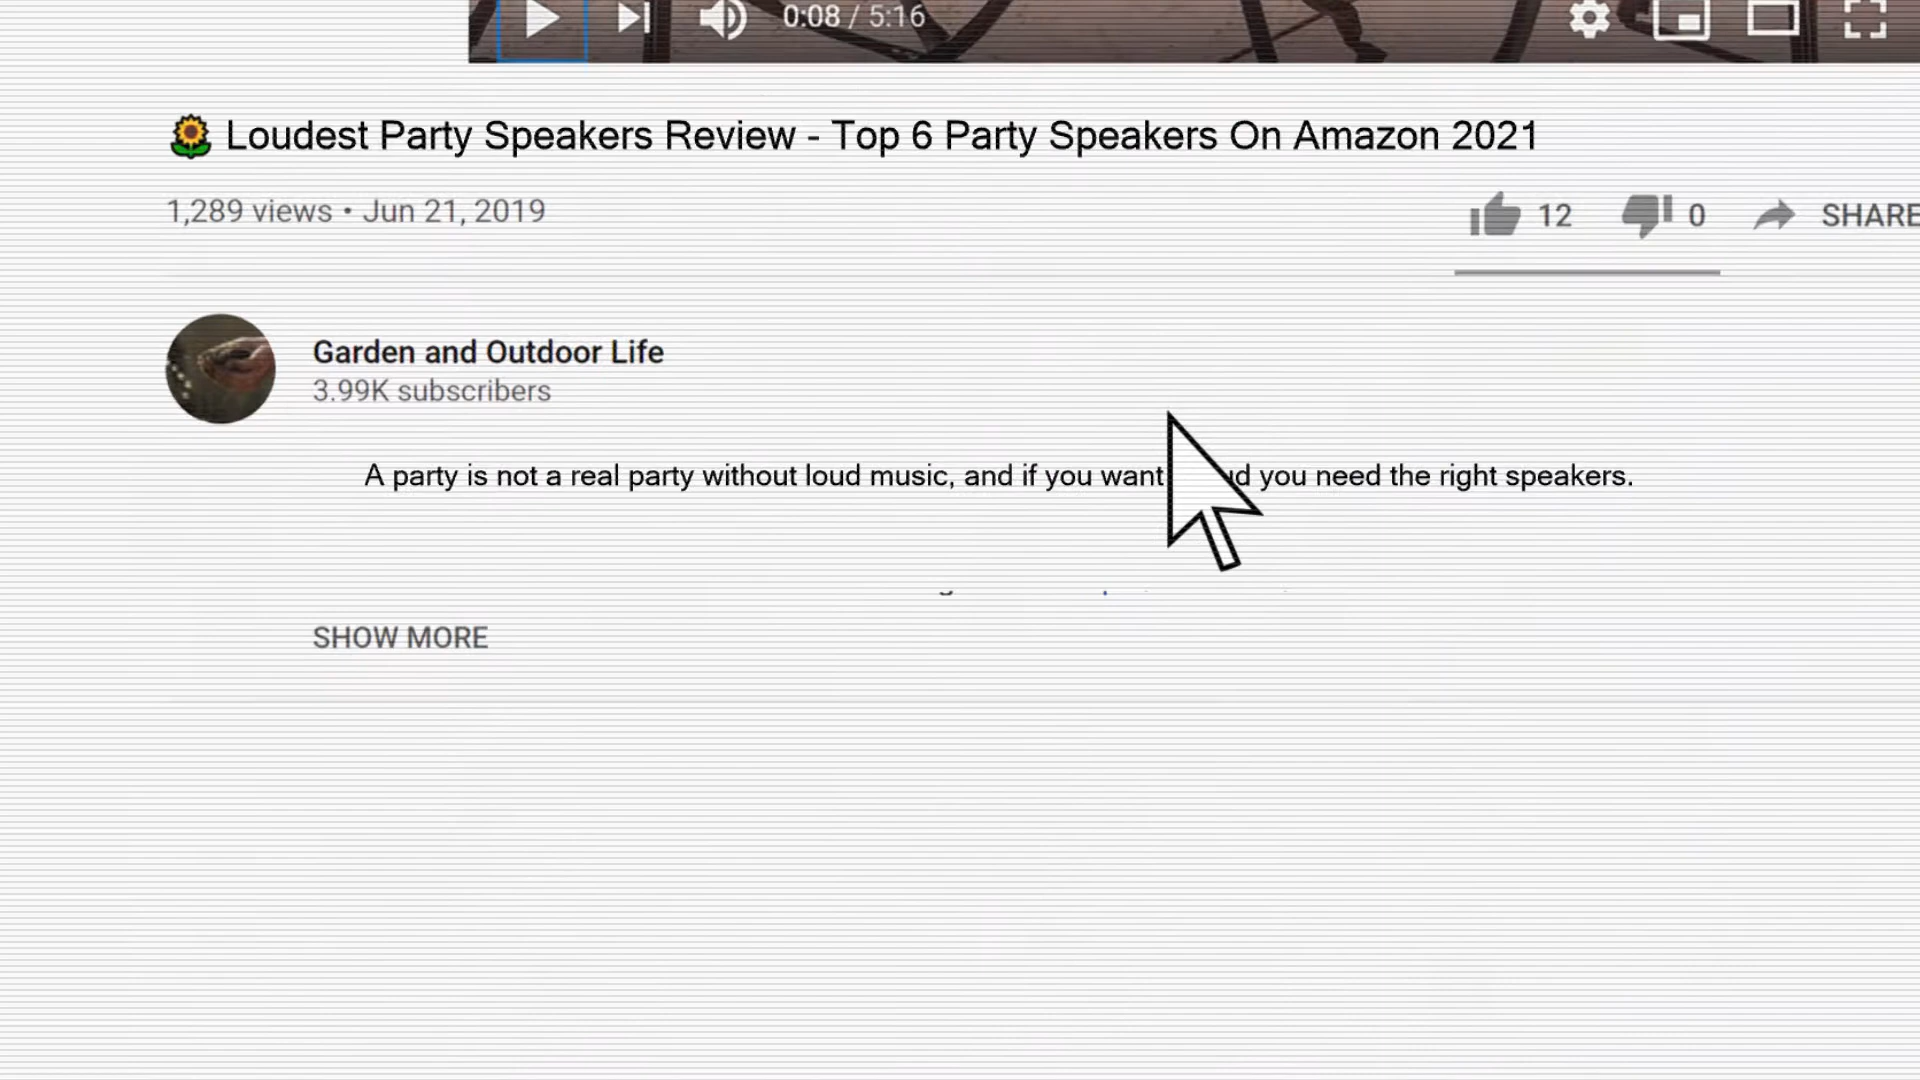 0:08 / 5:16
Loudest Party Speakers Review - Top 6 Party Speakers On Amazon 2021
1,289 views • Jun 21, 2019
12
0
SHARE
Garden and Outdoor Life
3.99K subscribers
A party is not a real party without loud music, and if you want you need the right speakers.
SHOW MORE